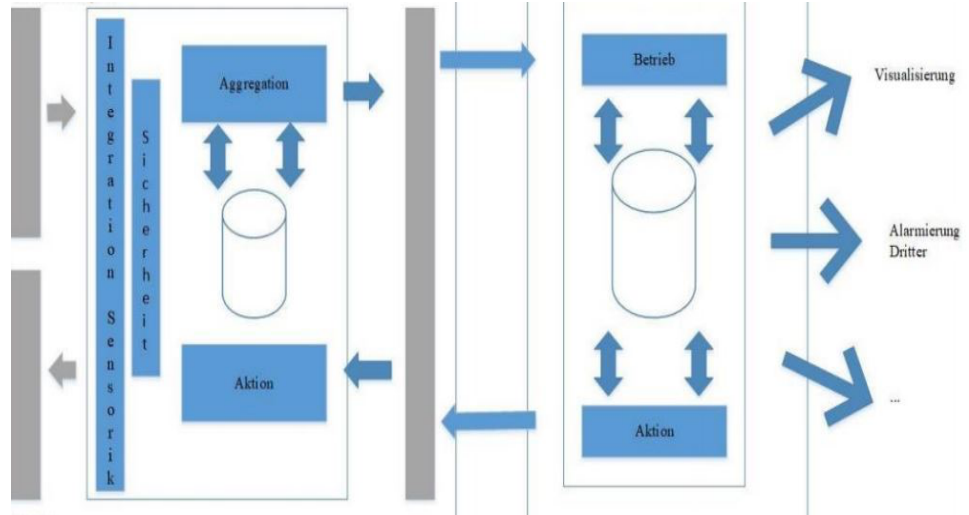 Integration Sensorik
Sicherheit
Aggregation
Aktion
Betrieb
Aktion
Visualisierung
Alarmierung
Dritter
...